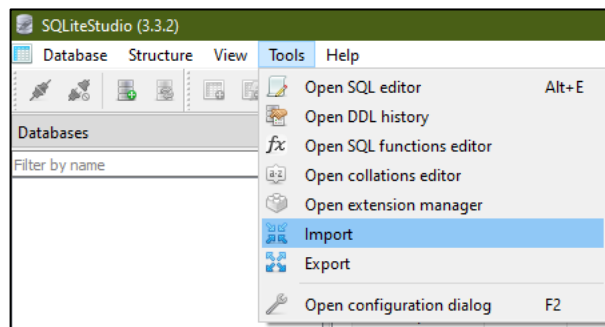 SQLiteStudio (3.3.2)
Database Structure View Tools Help
Open SQL editor Alt+E
Open DDL history
Databases
fx Open SQL functions editor
Filter by name
a·z Open collations editor
Open extension manager
Import
Export
Open configuration dialog F2